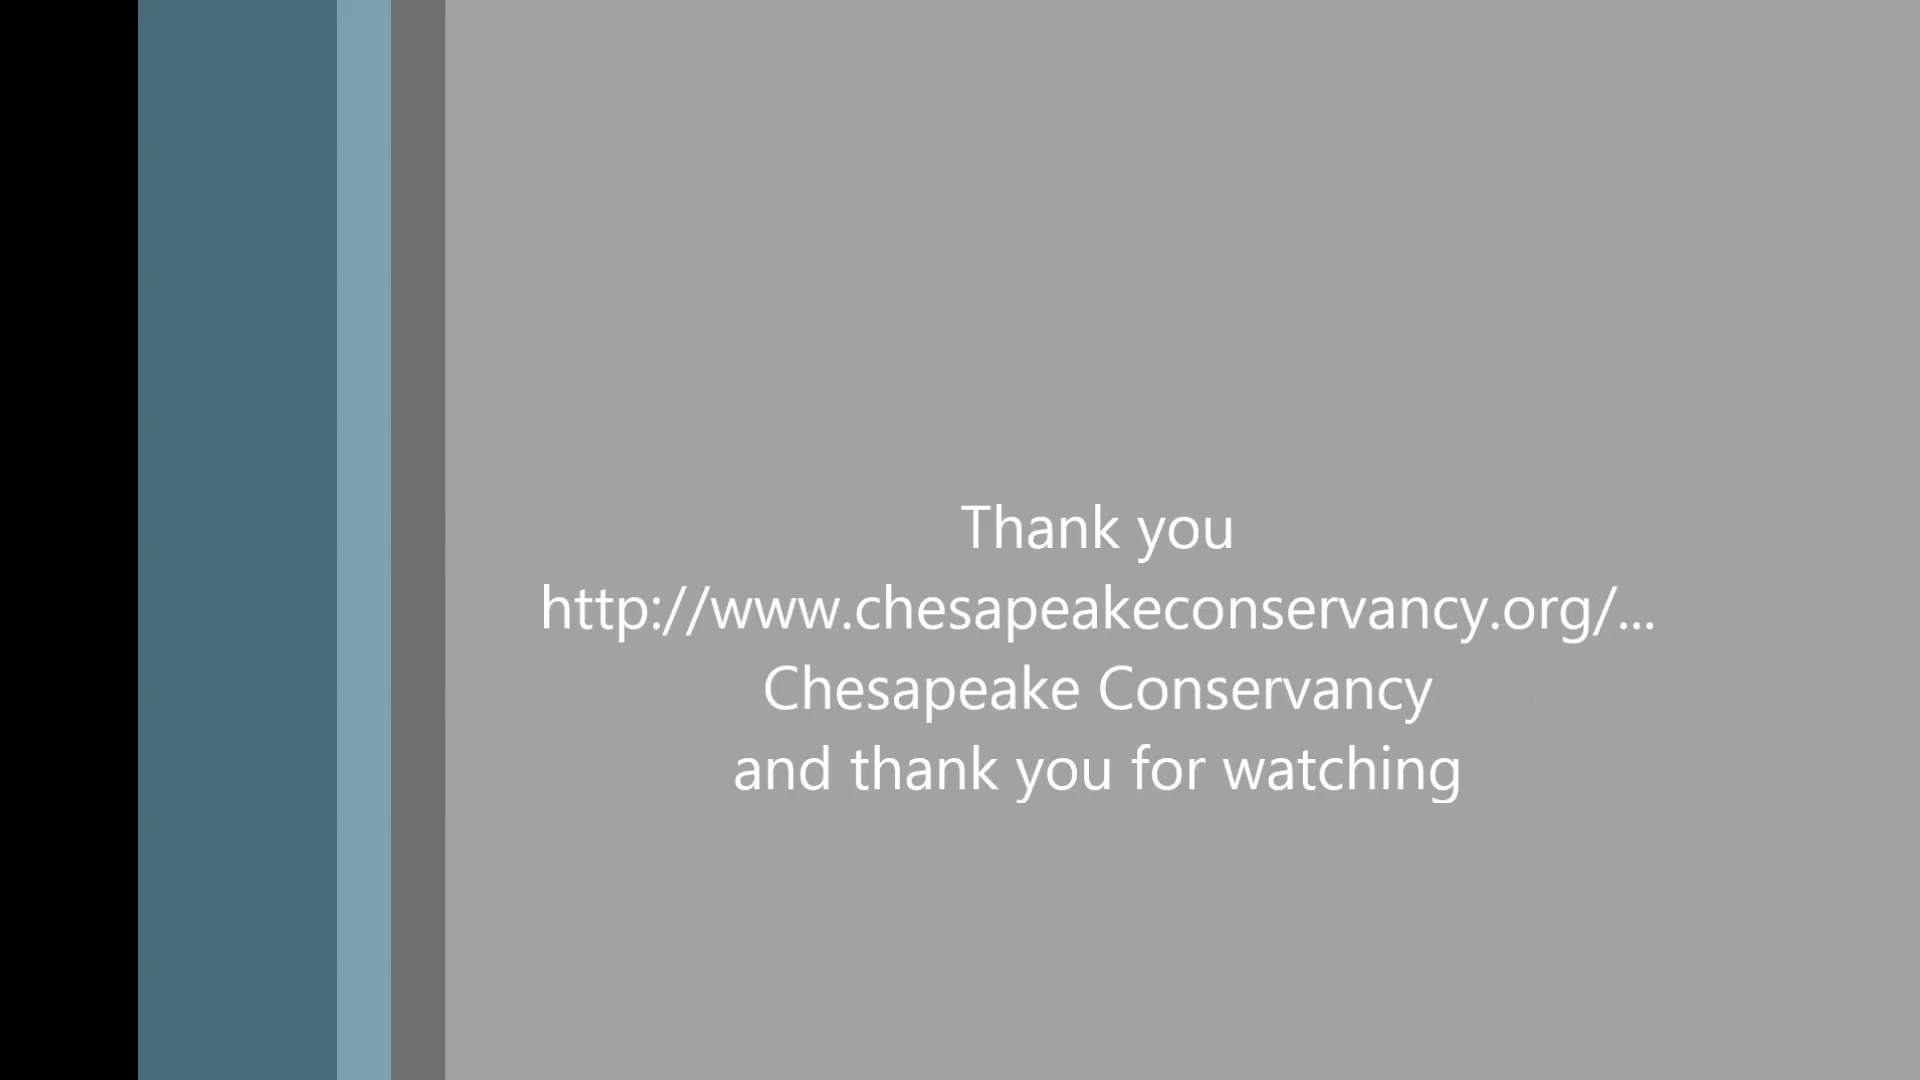 Thank you
http://www.chesapeakeconservancy.org/...
Chesapeake Conservancy
and thank you for watching